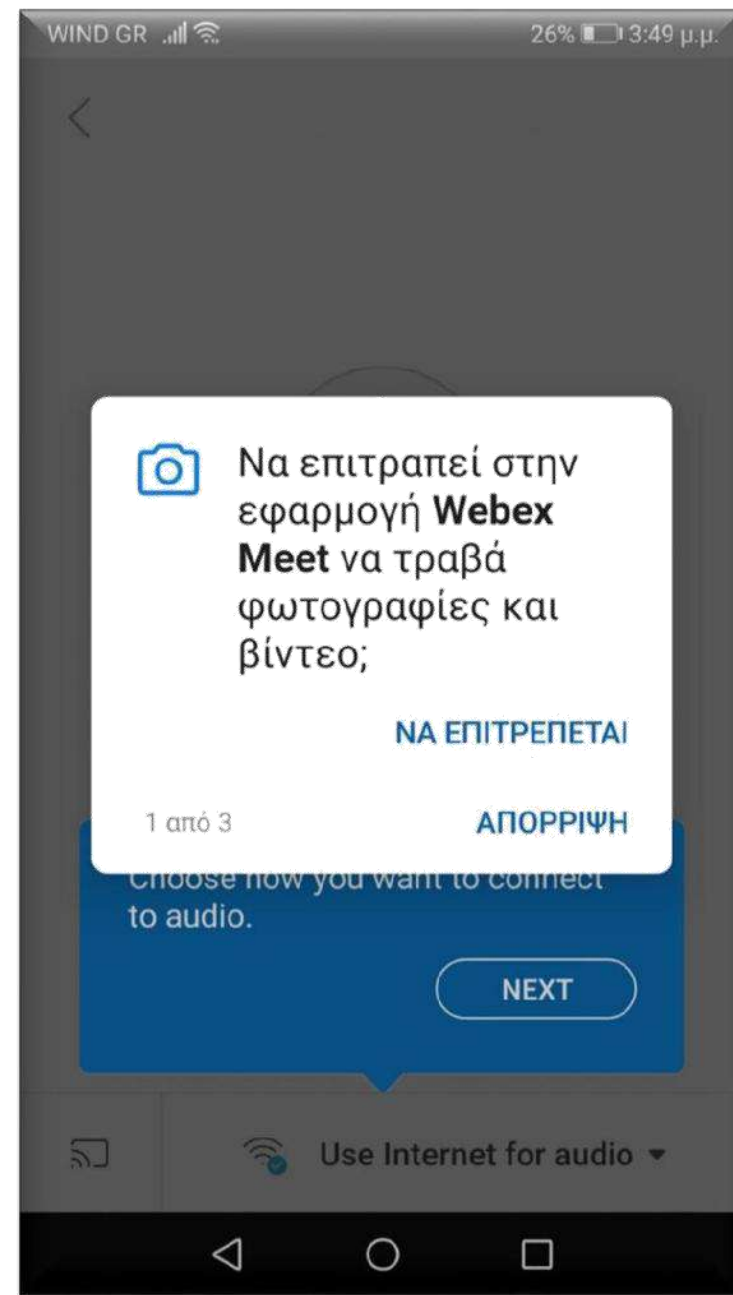 WIND GR 26% 3:49 μ.μ.
Να επιτραπεί στην
εφαρμογή Webex
Meet να τραβά
φωτογραφίες και
βίντεο;
ΝΑ ΕΠΙΤΡΕΠΕΤΑΙ
1 από 3 ΑΠΟΡΡΙΨΗ
Choose how you want to connect
to audio.
NEXT
Use Internet for audio